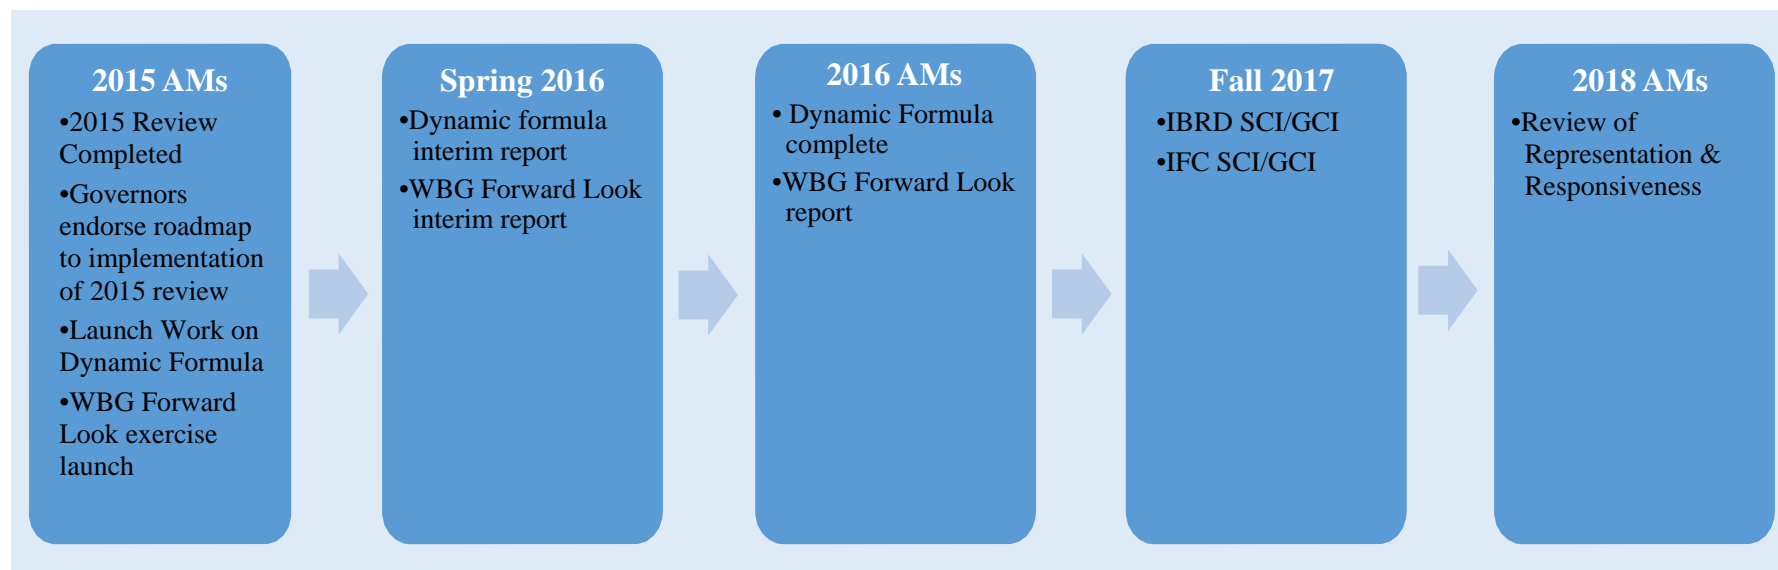 2015 AMs
•2015 Review
Completed
•Governors
endorse roadmap
to implementation
of 2015 review
•Launch Work on
Dynamic Formula
•WBG Forward
Look exercise
launch
Spring 2016
•Dynamic formula
interim report
•WBG Forward Look
interim report
2016 AMs
• Dynamic Formula
complete
•WBG Forward Look
report
Fall 2017
•IBRD SCI/GCI
•IFC SCI/GCI
2018 AMs
•Review of
Representation &
Responsiveness